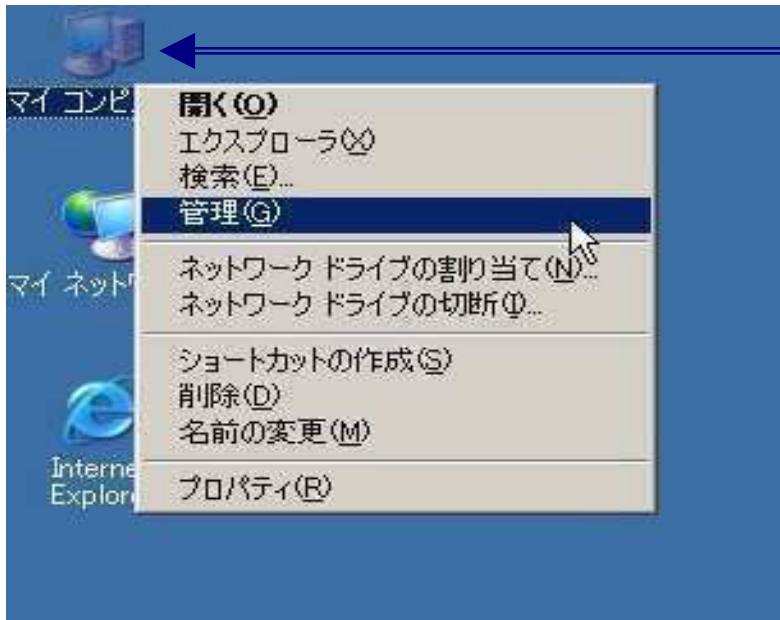 マイ コンピ
開く(O)
エクスプローラ(X)
検索(E)...
管理(G)
マイ ネットワ
ネットワーク ドライブの割り当て(N)...
ネットワーク ドライブの切断(I)...
ショートカットの作成(S)
削除(D)
名前の変更(M)
Interne
Explore
プロパティ(R)